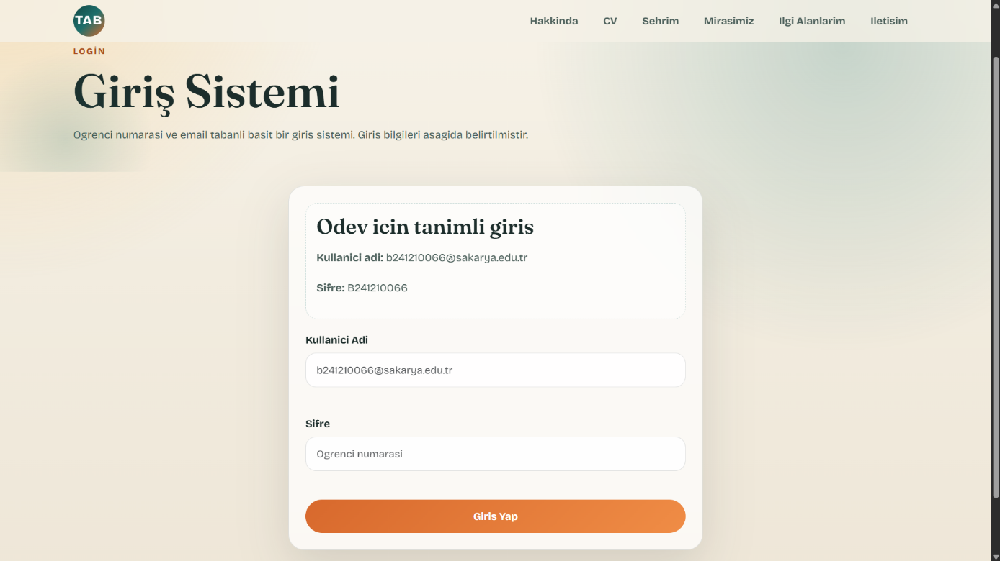 TAB
Hakkinda CV Sehrim Mirasimiz Ilgi Alanlarim Iletisim
LOGİN
Giriş Sistemi
Ogrenci numarasi ve email tabanli basit bir giris sistemi. Giris bilgileri asagida belirtilmistir.
Odev icin tanimli giris
Kullanici adi: b241210066@sakarya.edu.tr
Sifre: B241210066
Kullanici Adi
b241210066@sakarya.edu.tr
Sifre
Ogrenci numarasi
Giris Yap